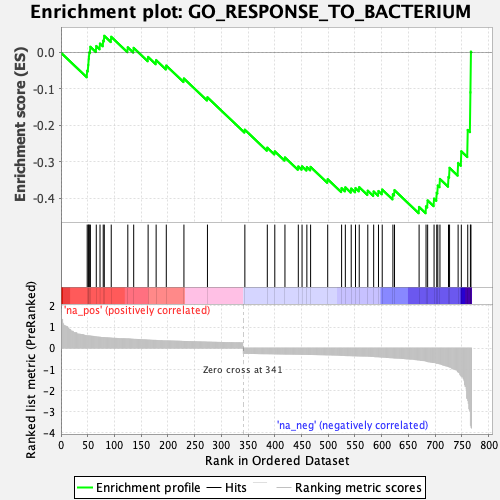 Enrichment plot: GO_RESPONSE_TO_BACTERIUM
Enrichment score (ES)
0.0
-0.1
-0.2
-0.3
-0.4
'na_pos' (positively correlated)
Ranked list metric (PreRanked)
2
1
0
-1
-2
-3
-4
Zero cross at 341
'na_neg' (negatively correlated)
0 50 100 150 200 250 300 350 400 450 500 550 600 650 700 750 800
Rank in Ordered Dataset
Enrichment profile Hits Ranking metric scores